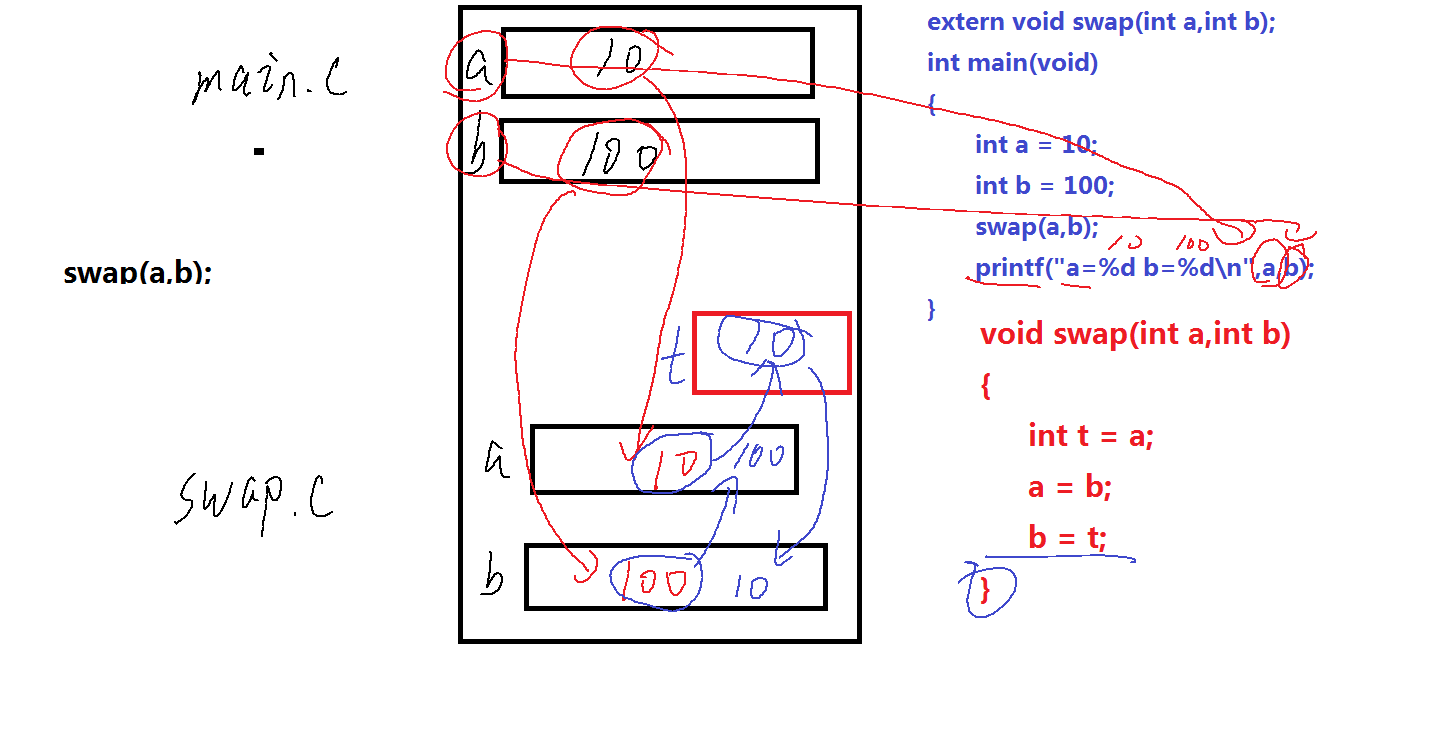 main.c
swap(a,b);
swap.c
a 10
b 100
t 10
a 10 100
b 100 10
extern void swap(int a,int b);
int main(void)
{
int a = 10;
int b = 100;
swap(a,b);
10 100
printf("a=%d b=%d\n",a,b);
}
void swap(int a,int b)
{
int t = a;
a = b;
b = t;
}